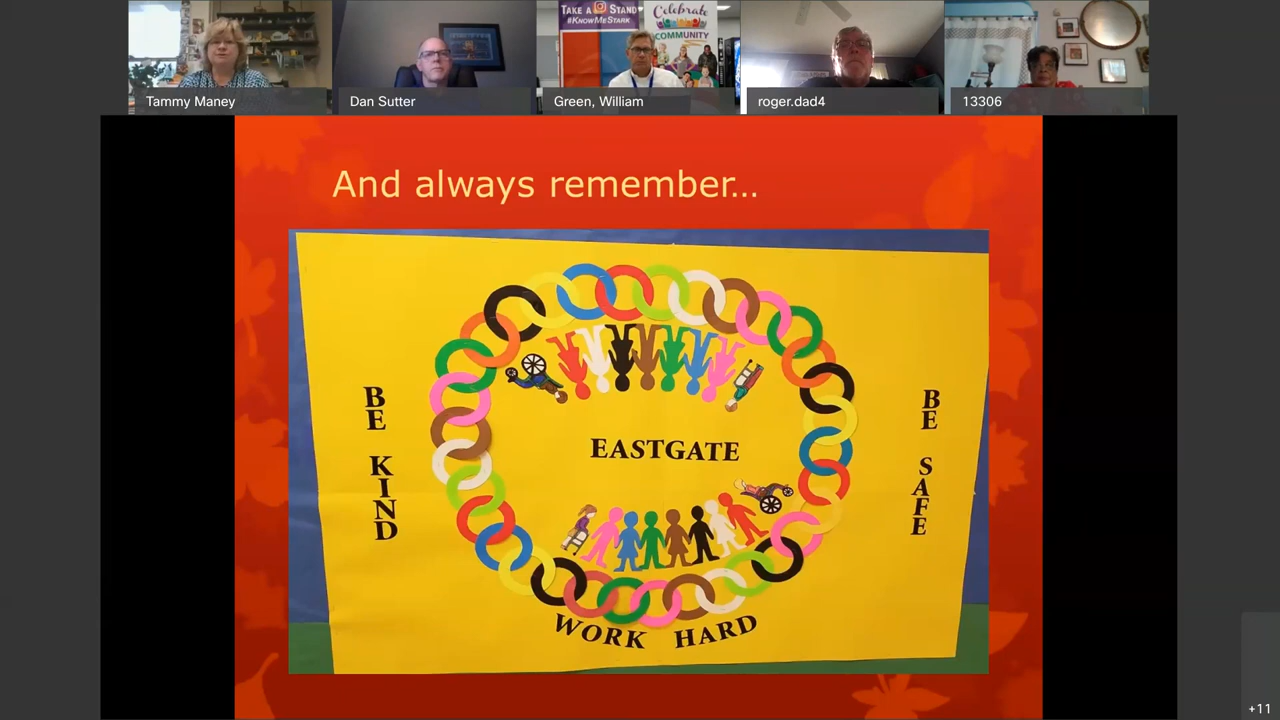 TAKE A STAND
#KNOWMESTARK
Celebrate
COMMUNITY
Tammy Maney
Dan Sutter
Green, William
roger.dad4
13306
And always remember...
BE KIND
EASTGATE
BE SAFE
WORK HARD
+11